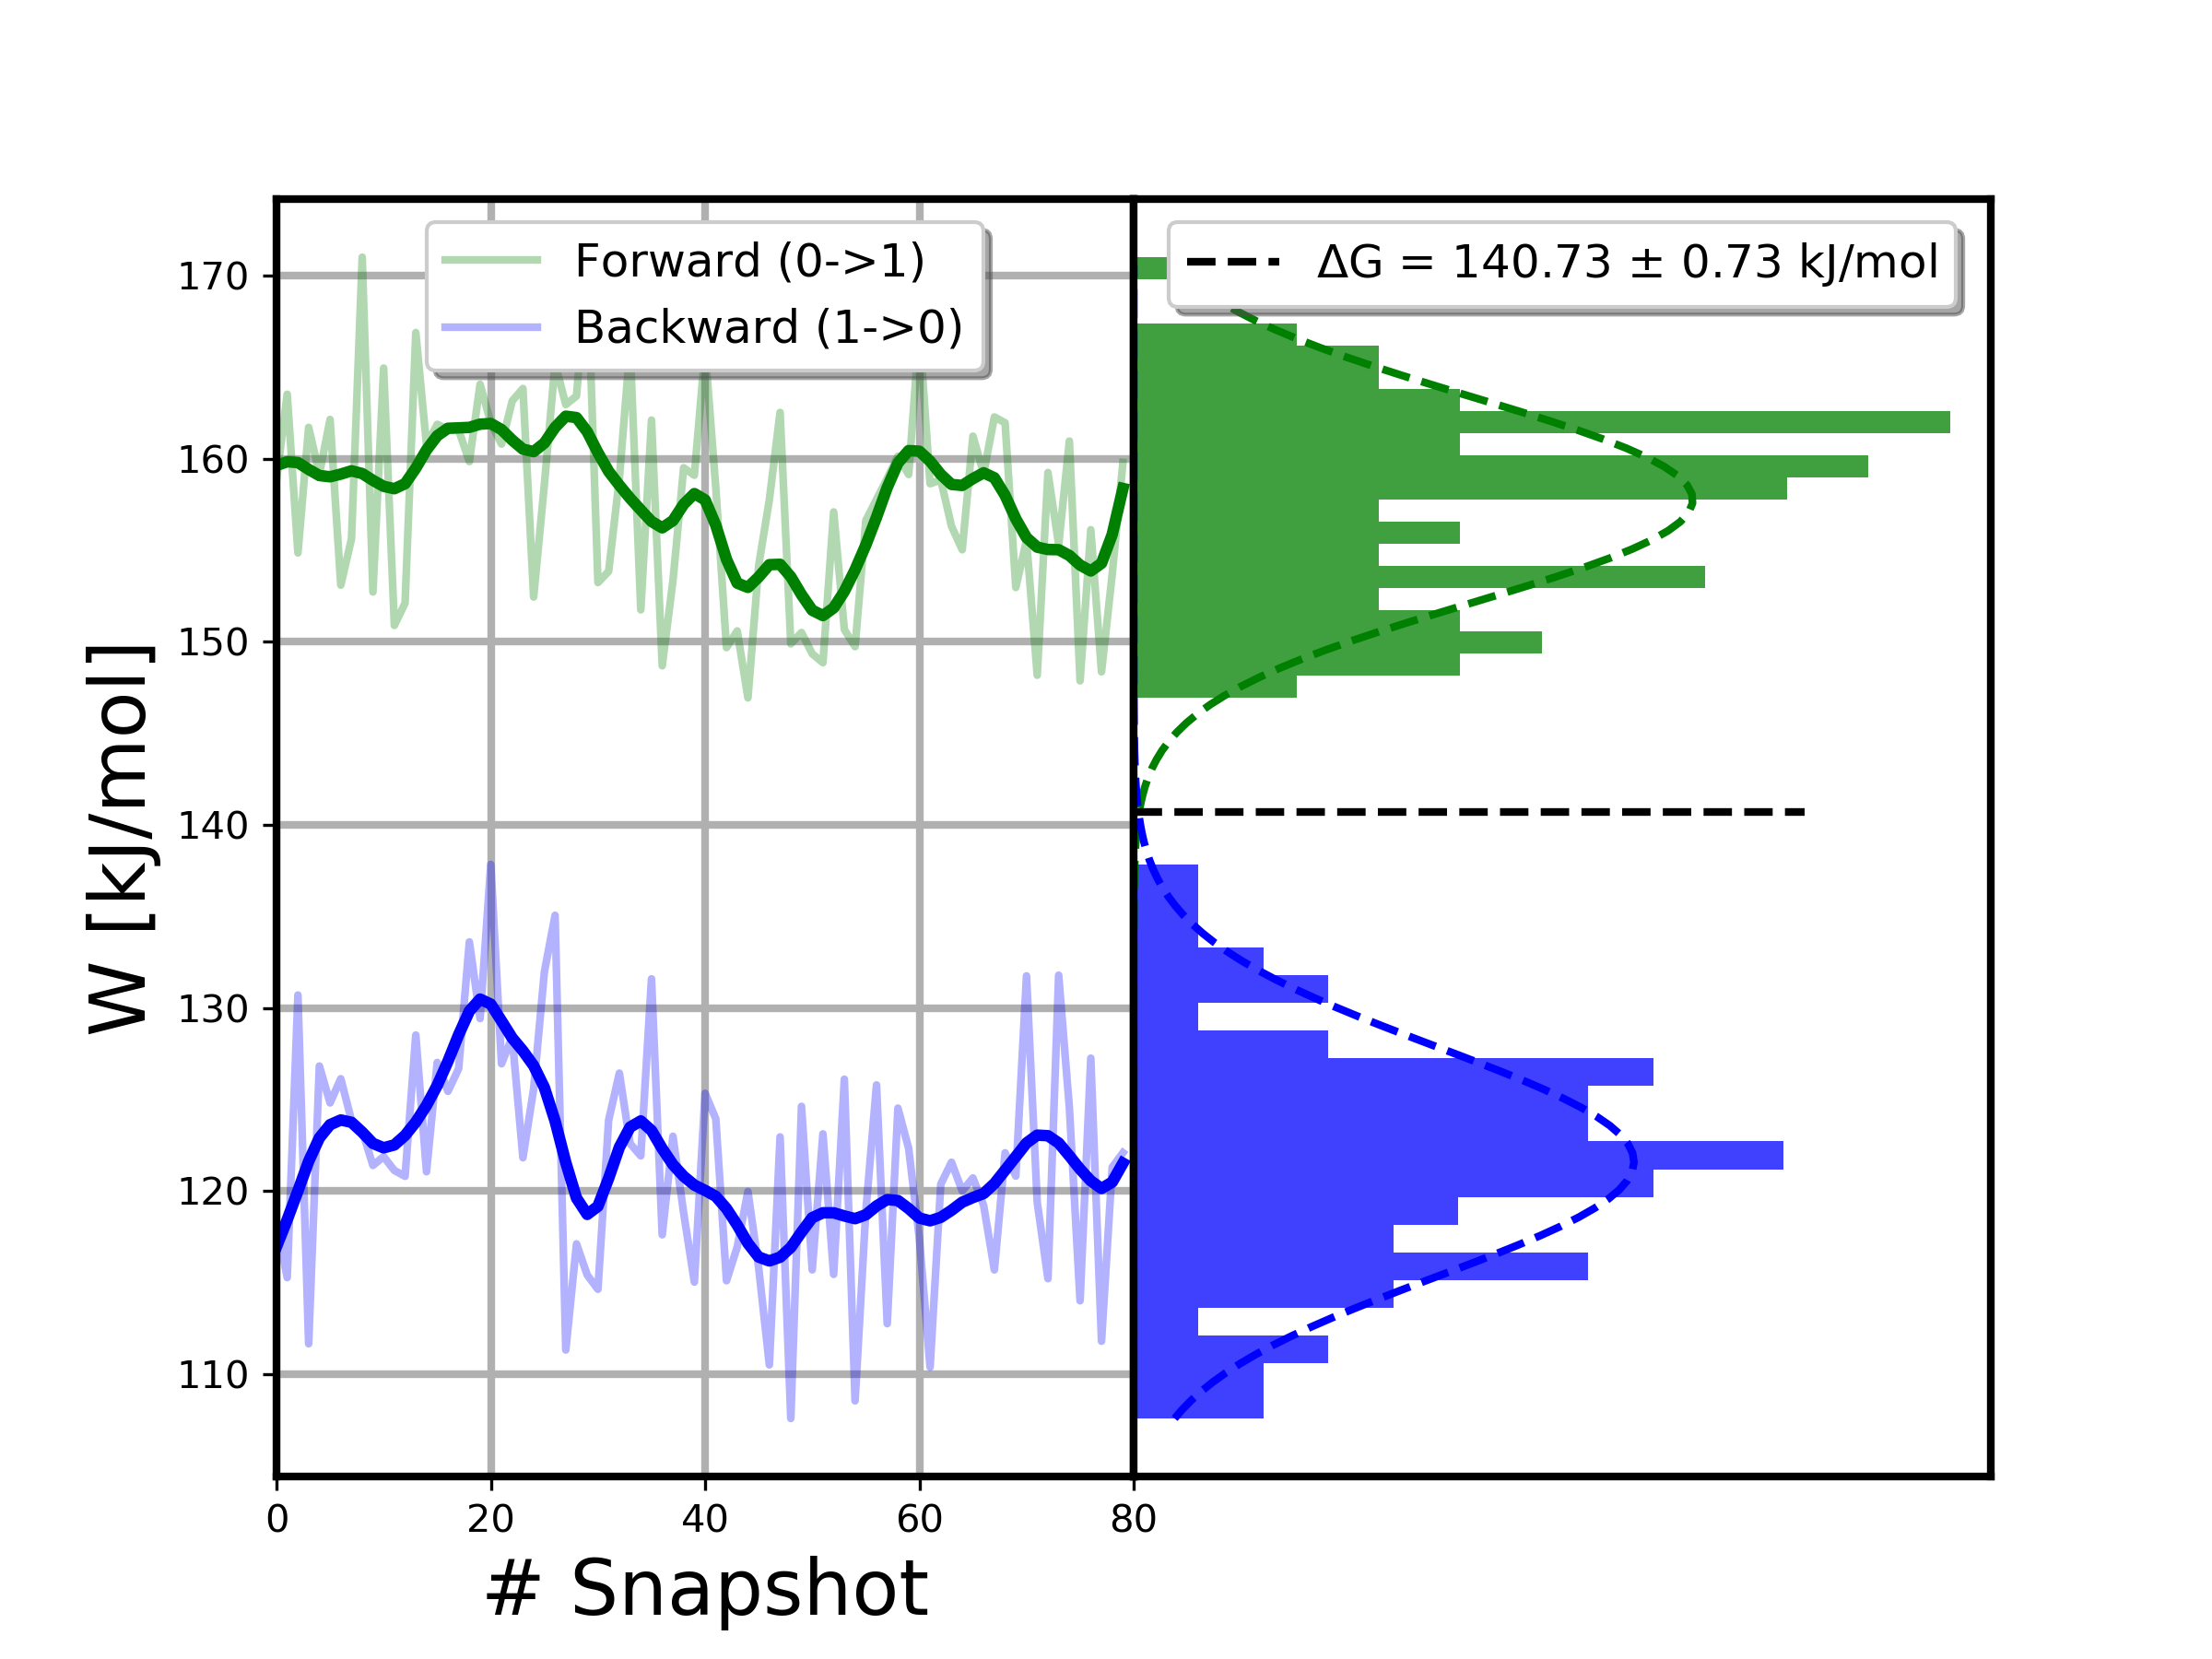 Forward (0->1)
Backward (1->0)
ΔG = 140.73 ± 0.73 kJ/mol
W [kJ/mol]
170
160
150
140
130
120
110
0 20 40 60 80
# Snapshot